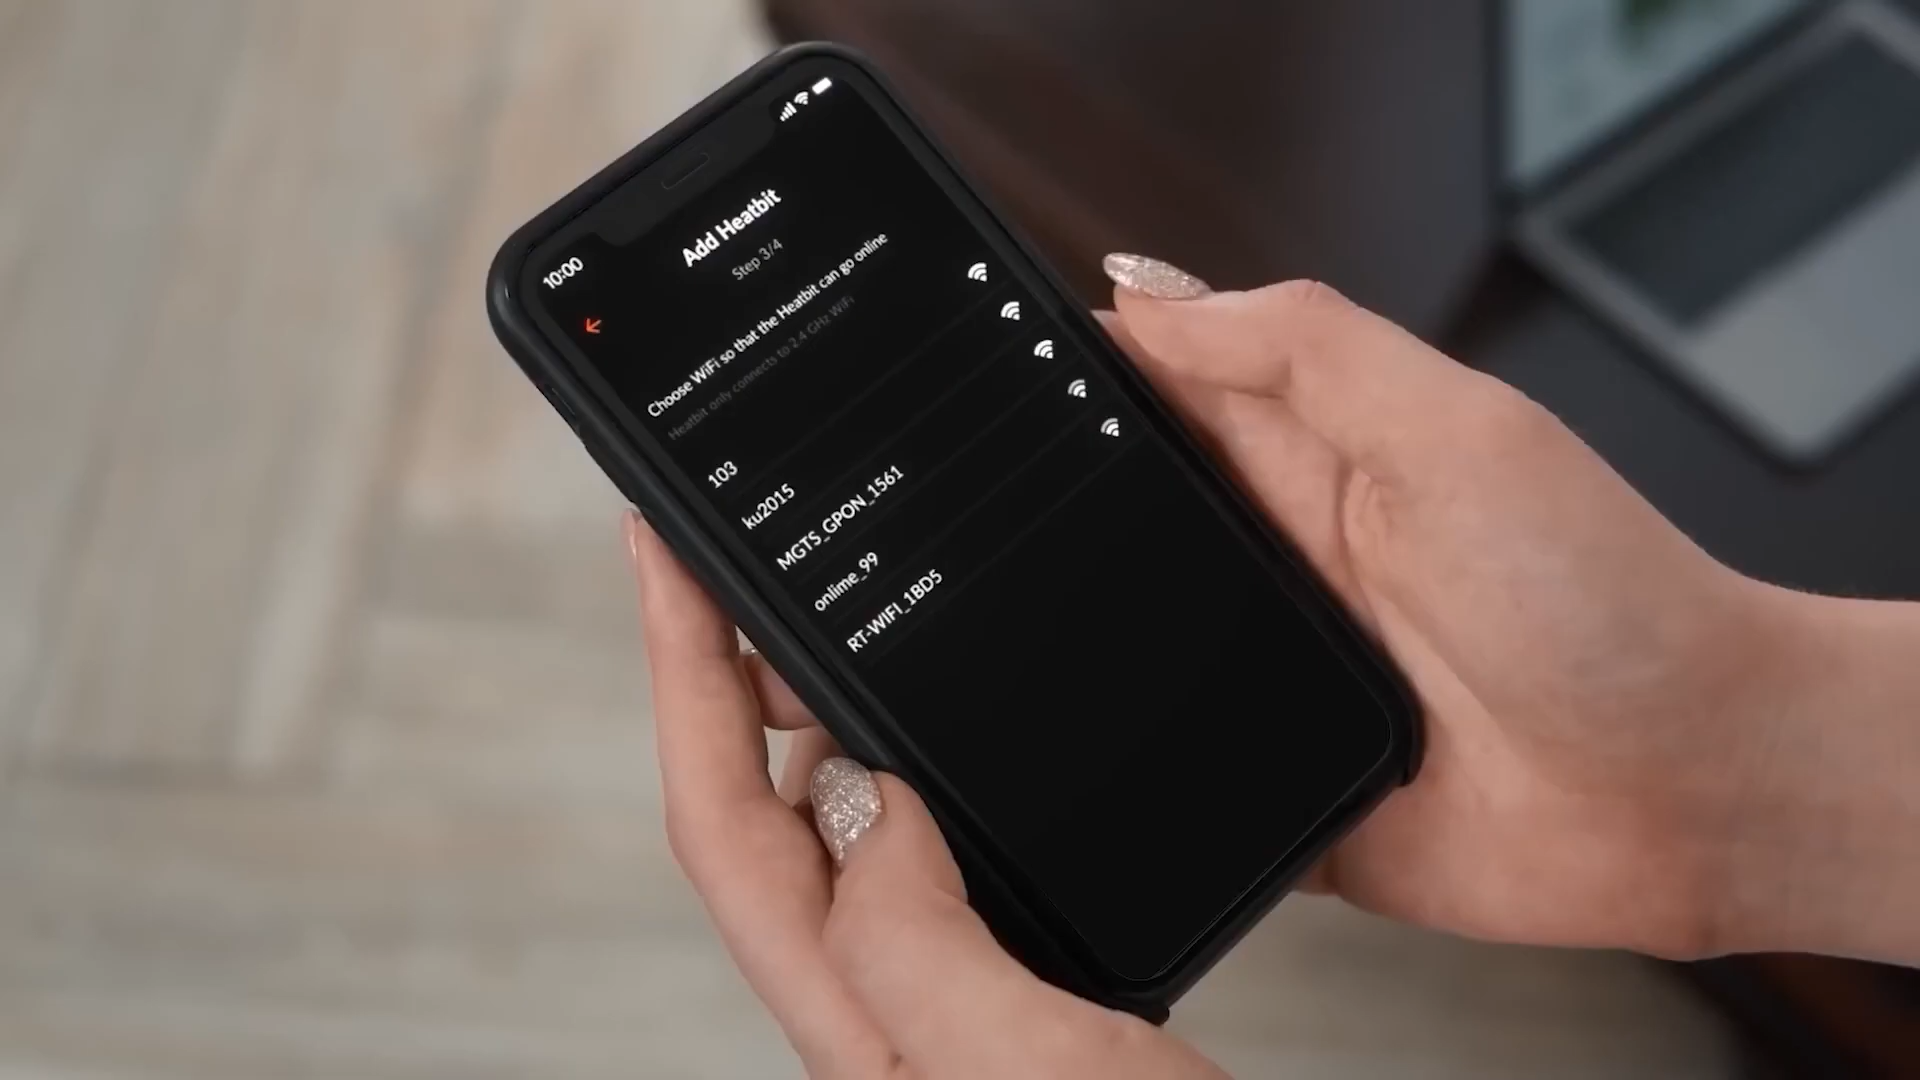 10:00
Add Heatbit
Step 3/4
Choose WiFi so that the Heatbit can go online
Heatbit only connects to 2.4 GHz WiFi
103
ku2015
MGTS_GPON_1561
onlime_99
RT-WIFI_1BD5